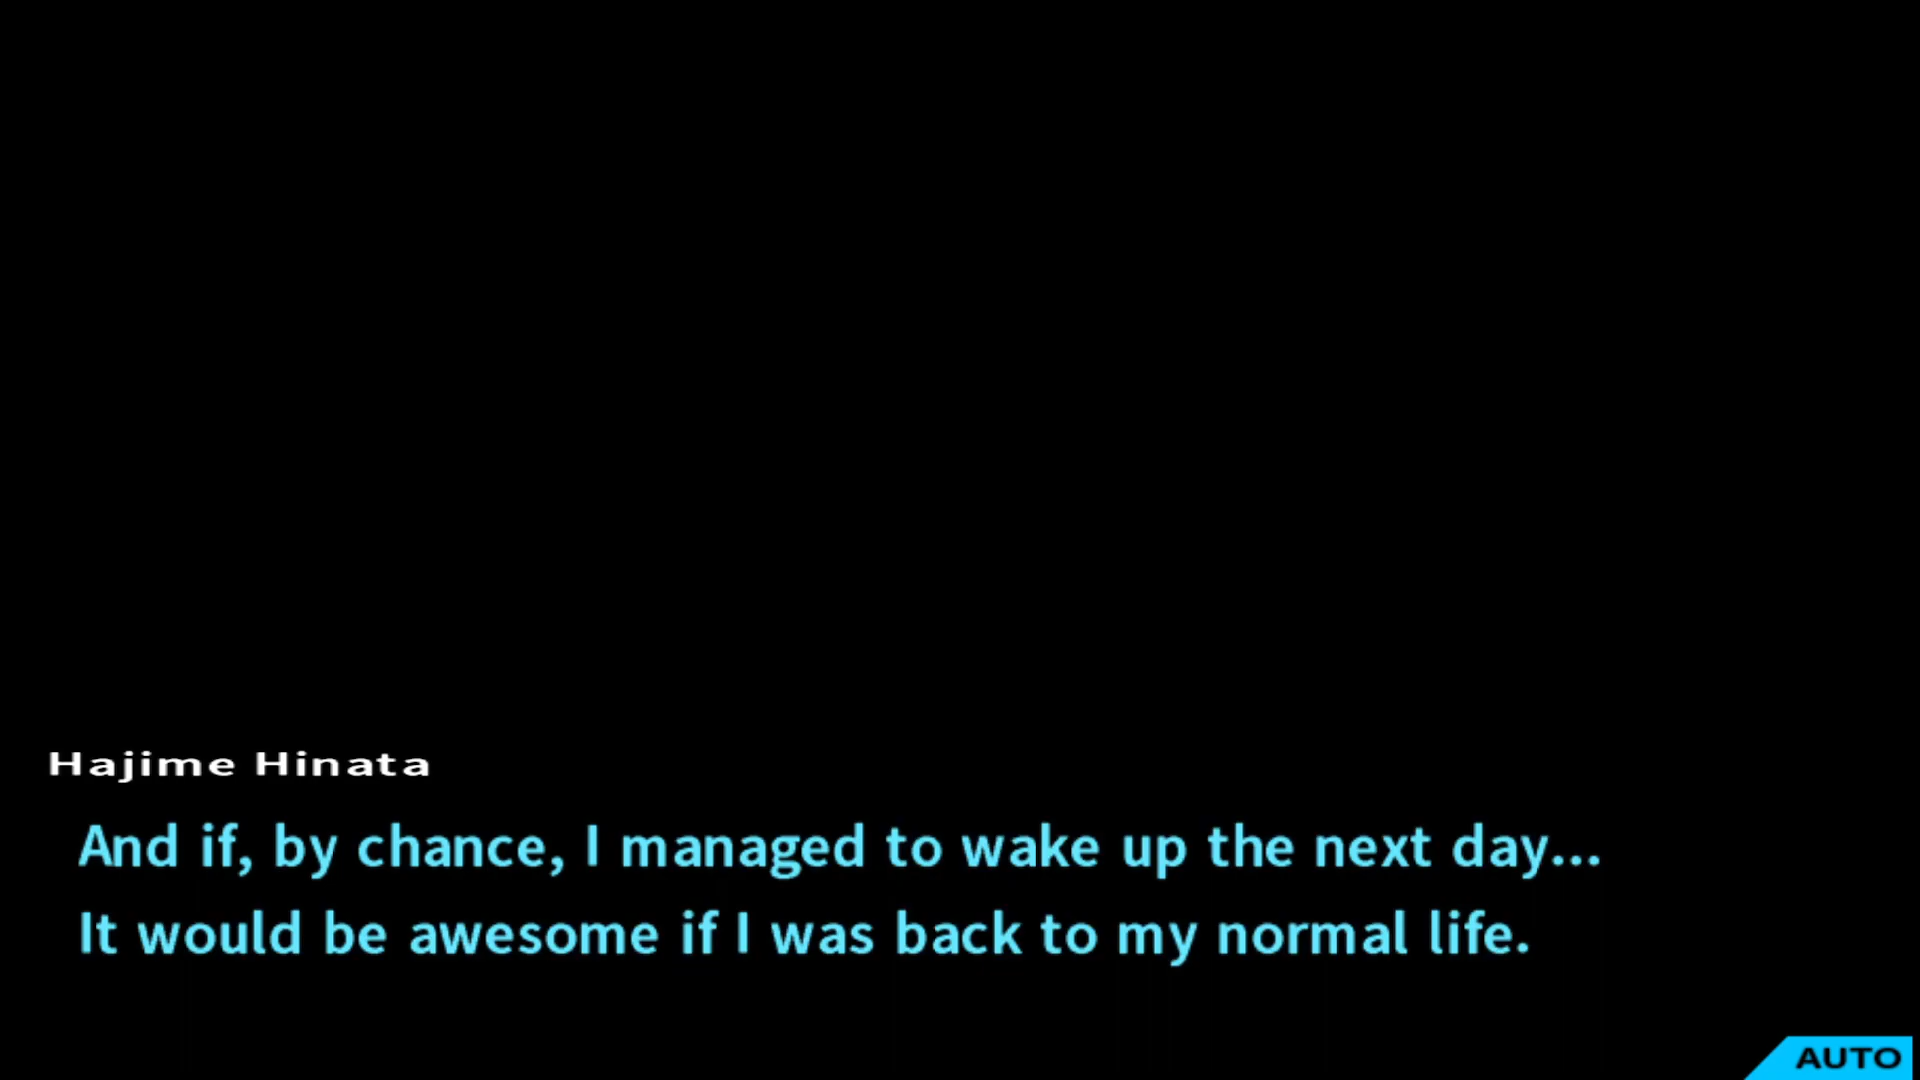 Hajime Hinata
And if, by chance, I managed to wake up the next day...
It would be awesome if I was back to my normal life.
AUTO